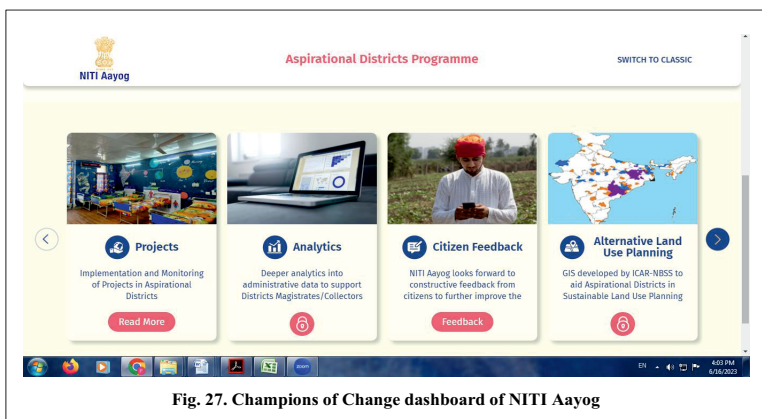 NITI Aayog
Aspirational Districts Programme
SWITCH TO CLASSIC
Projects
Implementation and Monitoring
of Projects in Aspirational
Districts
Read More
Analytics
Deeper analytics into
administrative data to support
Districts Magistrates/Collectors
Citizen Feedback
NITI Aayog looks forward to
constructive feedback from
citizens to further improve the
Feedback
Alternative Land
Use Planning
GIS developed by ICAR-NBSS to
aid Aspirational Districts in
Sustainable Land Use Planning
zoom
EN
4:03 PM
6/16/2023
Fig. 27. Champions of Change dashboard of NITI Aayog